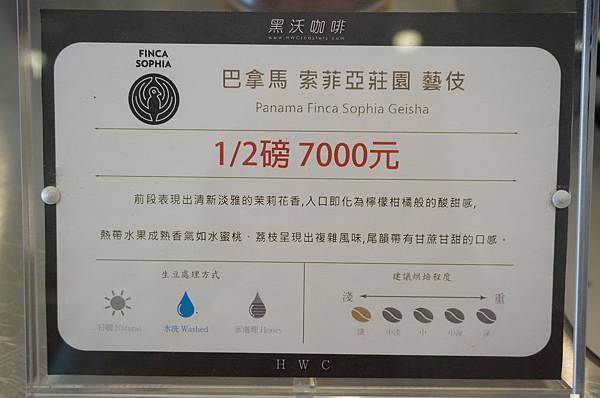 黑沃咖啡
www.HWCroasters.com
FINCA
SOPHIA
巴拿馬 索菲亞莊園 藝伎
Panama Finca Sophia Geisha
1/2磅 7000元
前段表現出清新淡雅的茉莉花香,入口即化為檸檬柑橘般的酸甜感,
熱帶水果成熟香氣如水蜜桃、荔枝呈現出複雜風味,尾韻帶有甘蔗甘甜的口感。
生豆處理方式
日曬 Natural
水洗 Washed
蜜處理 Honey
建議烘焙程度
淺 重
淺 中淺 中 中深 深
HWC